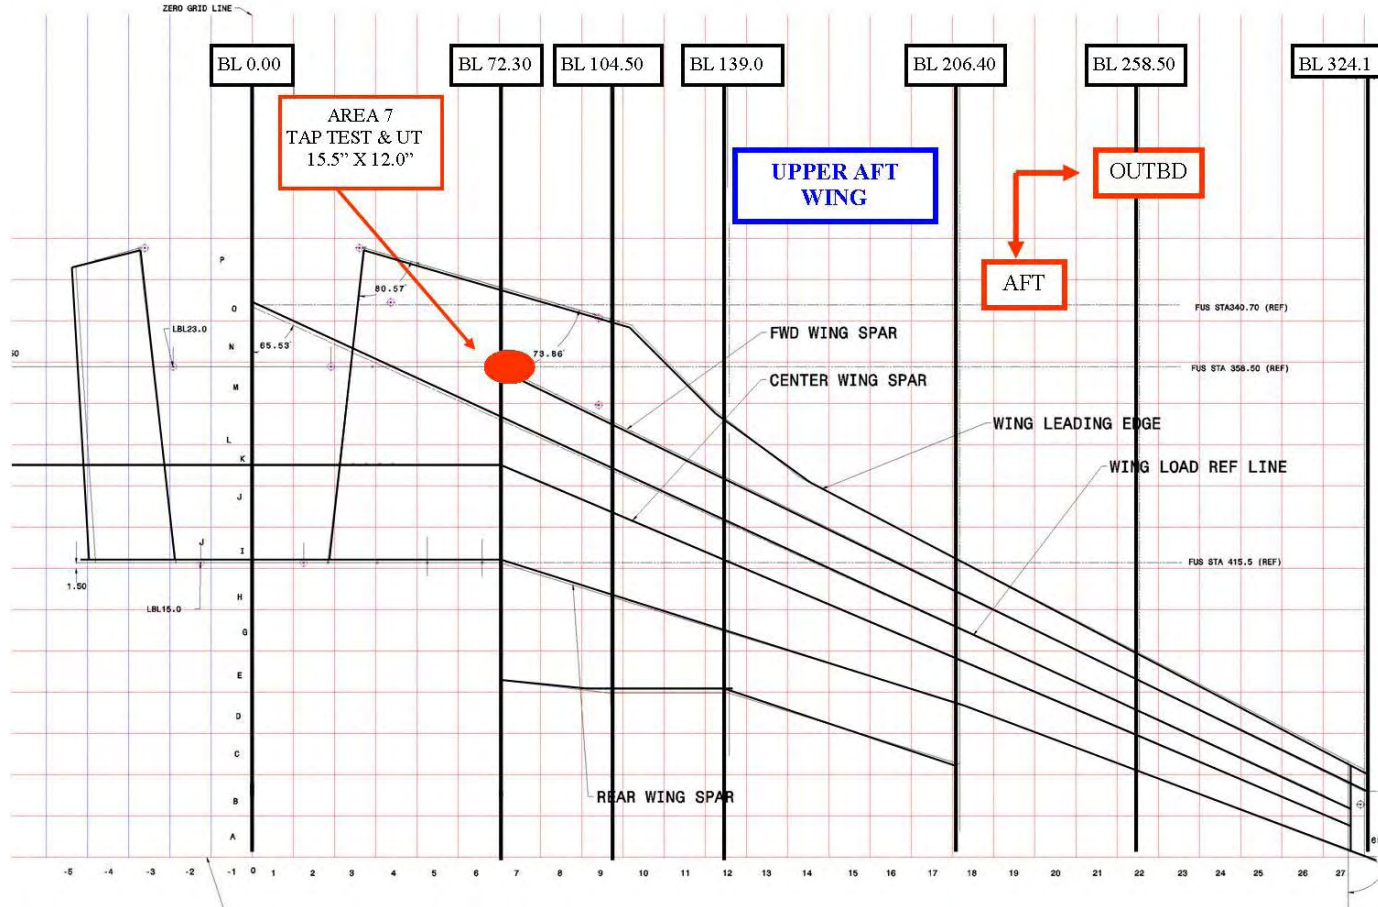 ZERO GRID LINE
BL 0.00
BL 72.30
BL 104.50
BL 139.0
BL 206.40
BL 258.50
BL 324.1
AREA 7
TAP TEST & UT
15.5” X 12.0”
UPPER AFT
WING
OUTBD
AFT
P
O
N
M
L
K
J
I
H
G
E
D
C
B
A
80.57
65.53
73.86
LBL23.0
FUS STA340.70 (REF)
FUS STA 358.50 (REF)
FUS STA 415.5 (REF)
FWD WING SPAR
CENTER WING SPAR
WING LEADING EDGE
WING LOAD REF LINE
REAR WING SPAR
J
1.50
LBL15.0
-5 -4 -3 -2 -1 0 1 2 3 4 5 6 7 8 9 10 11 12 13 14 15 16 17 18 19 20 21 22 23 24 25 26 27